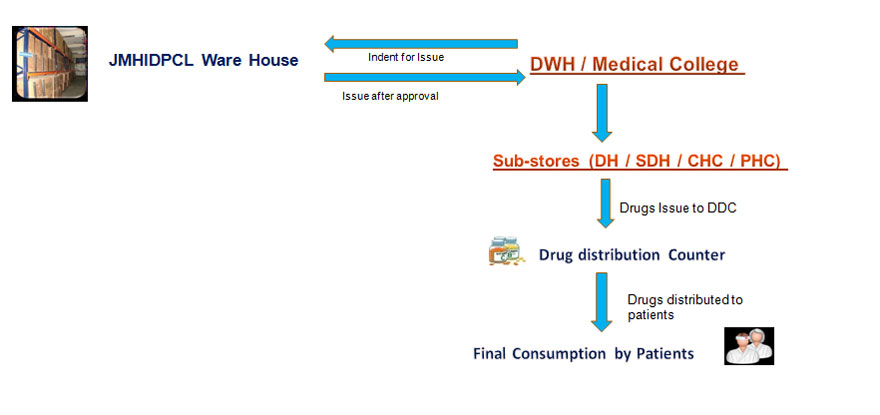 JMHIDPCL Ware House
Indent for Issue
Issue after approval
DWH / Medical College
Sub-stores (DH / SDH / CHC / PHC)
Drugs Issue to DDC
Drug distribution Counter
Drugs distributed to
patients
Final Consumption by Patients